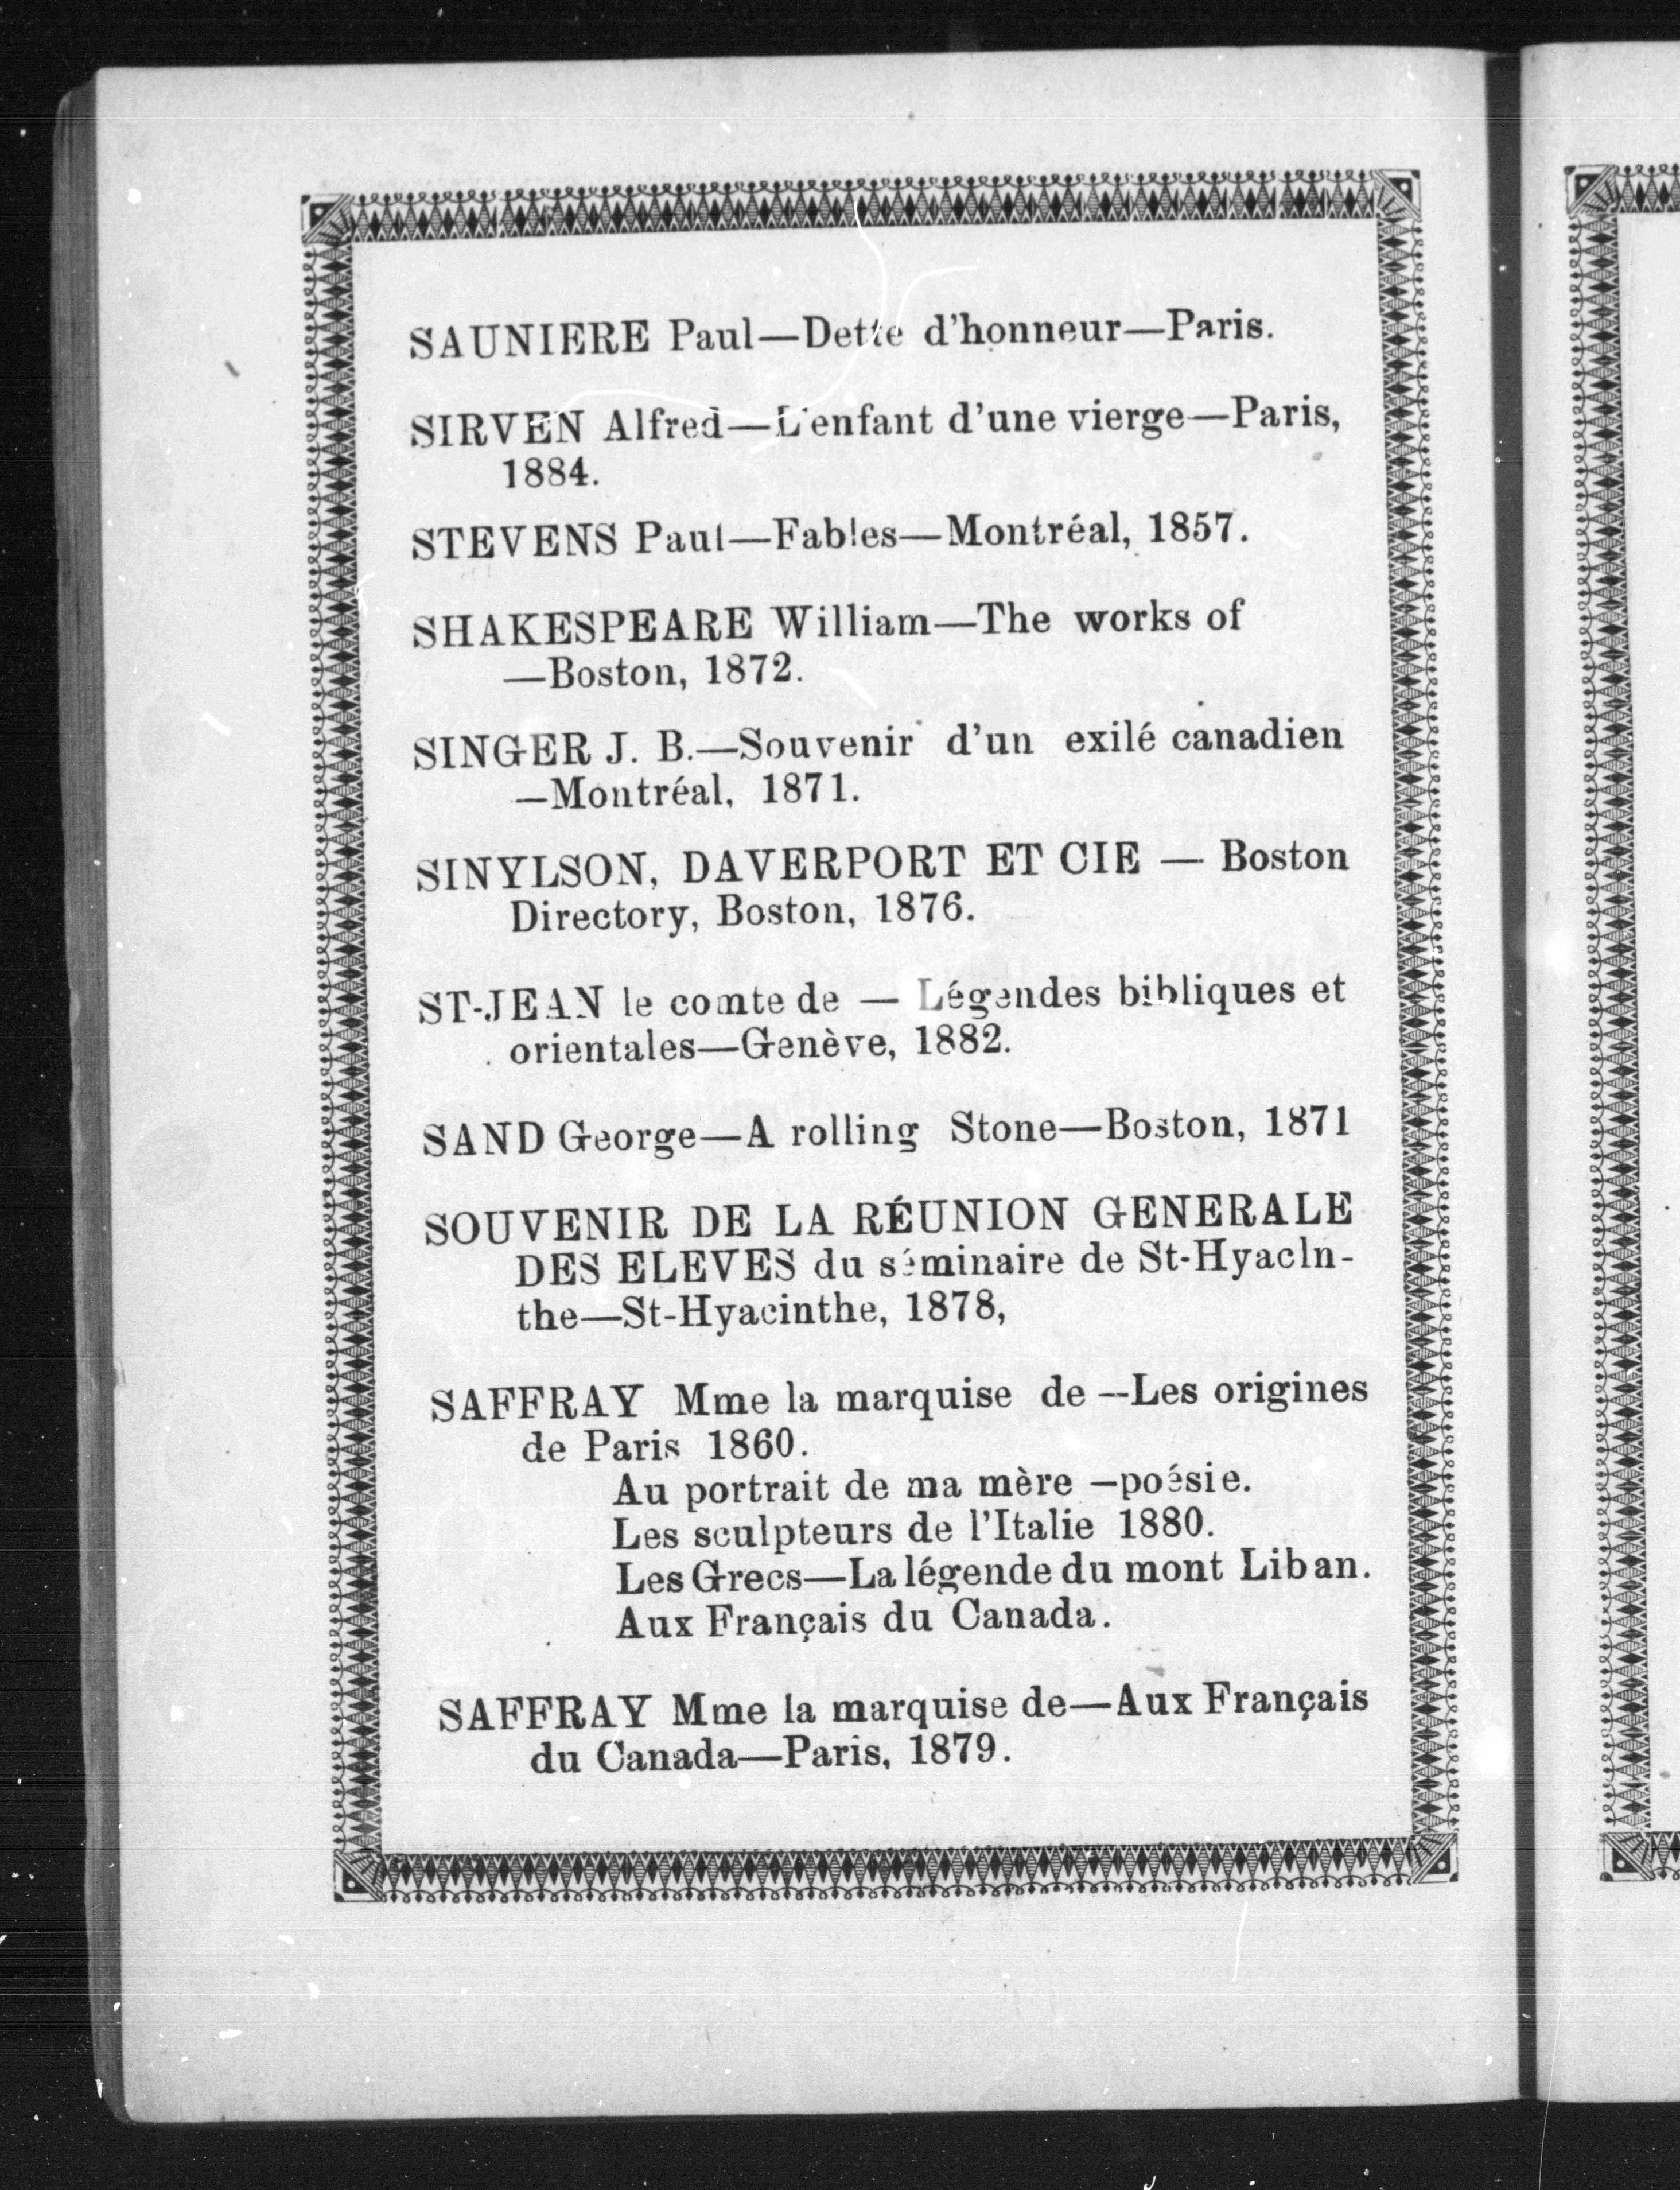 SAUNIERE Paul—Dette d'honneur—Paris.
SIRVEN Alfred—L'enfant d'une vierge—Paris,
1884.
STEVENS Paul—Fables—Montréal, 1857.
SHAKESPEARE William—The works of
—Boston, 1872.
SINGER J. B.—Souvenir d'un exilé canadien
—Montréal, 1871.
SINYLSON, DAVERPORT ET CIE — Boston
Directory, Boston, 1876.
ST-JEAN le comte de — Légendes bibliques et
orientales—Genève, 1882.
SAND George—A rolling Stone—Boston, 1871
SOUVENIR DE LA RÉUNION GENERALE
DES ELEVES du séminaire de St-Hyacin-
the—St-Hyacinthe, 1878,
SAFFRAY Mme la marquise de—Les origines
de Paris 1860.
Au portrait de ma mère—poésie.
Les sculpteurs de l'Italie 1880.
Les Grecs—La légende du mont Liban.
Aux Français du Canada.
SAFFRAY Mme la marquise de—Aux Français
du Canada—Paris, 1879.